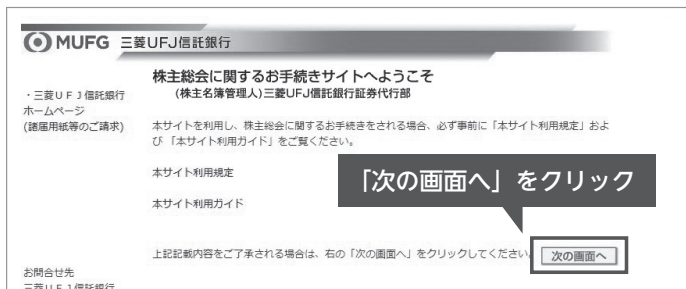 MUFG 三菱UFJ信託銀行
株主総会に関するお手続きサイトへようこそ
(株主名簿管理人)三菱UFJ信託銀行証券代行部
・三菱UFJ信託銀行
ホームページ
(諸届用紙等のご請求)
本サイトを利用し、株主総会に関するお手続きをされる場合、必ず事前に「本サイト利用規定」およ
び「本サイト利用ガイド」をご覧ください。
本サイト利用規定
「次の画面へ」をクリック
本サイト利用ガイド
上記記載内容をご了承される場合は、右の「次の画面へ」をクリックしてください
次の画面へ
お問合せ先
三菱UFJ信託銀行